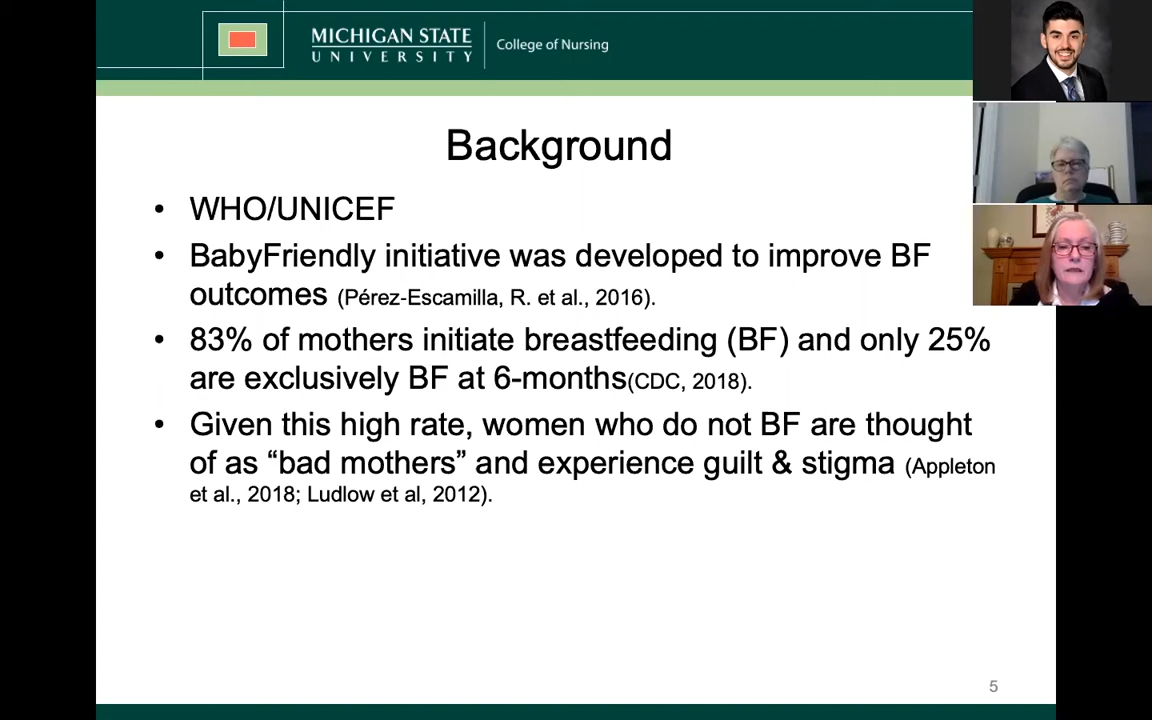 MICHIGAN STATE
UNIVERSITY
College of Nursing
Background
• WHO/UNICEF
• BabyFriendly initiative was developed to improve BF
outcomes (Pérez-Escamilla, R. et al., 2016).
• 83% of mothers initiate breastfeeding (BF) and only 25%
are exclusively BF at 6-months(CDC, 2018).
• Given this high rate, women who do not BF are thought
of as “bad mothers” and experience guilt & stigma (Appleton
et al., 2018; Ludlow et al, 2012).
5